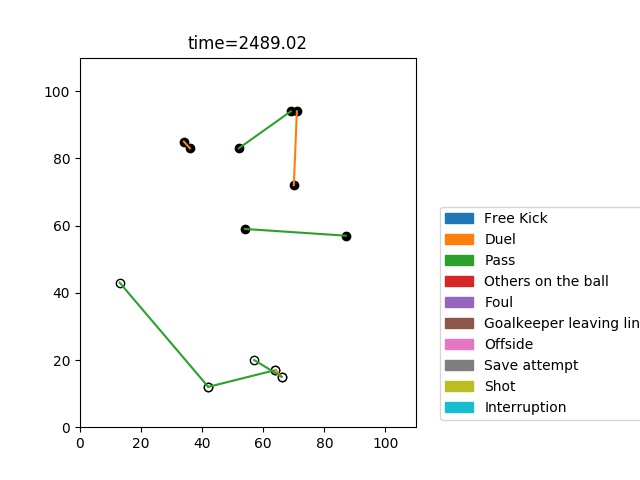 time=2489.02
100
80
60
40
20
0
0 20 40 60 80 100
Free Kick
Duel
Pass
Others on the ball
Foul
Goalkeeper leaving lin
Offside
Save attempt
Shot
Interruption